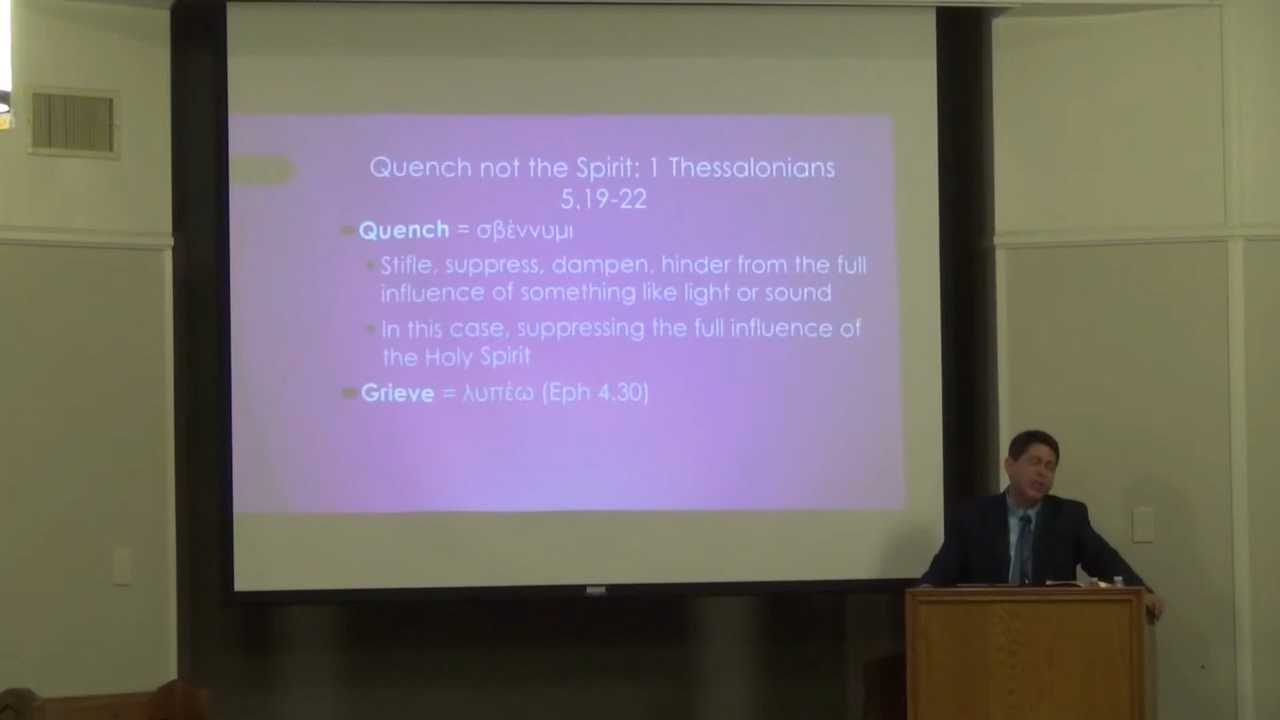 Quench not the Spirit: 1 Thessalonians
5.19-22
Quench = σβέννυμι
Stifle, suppress, dampen, hinder from the full
influence of something like light or sound
In this case, suppressing the full influence of
the Holy Spirit
Grieve = λυπέω (Eph 4.30)